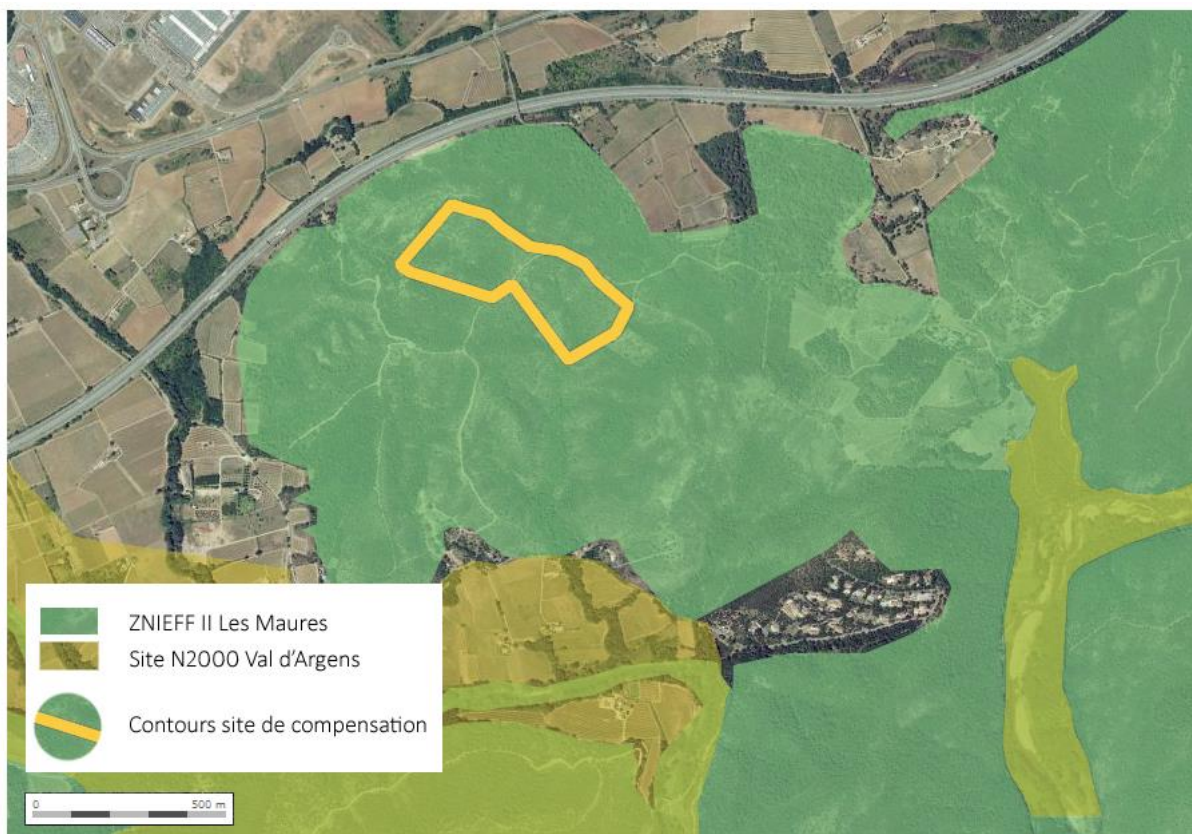 ZNIEFF II Les Maures
Site N2000 Val d'Argens
Contours site de compensation
0 500 m